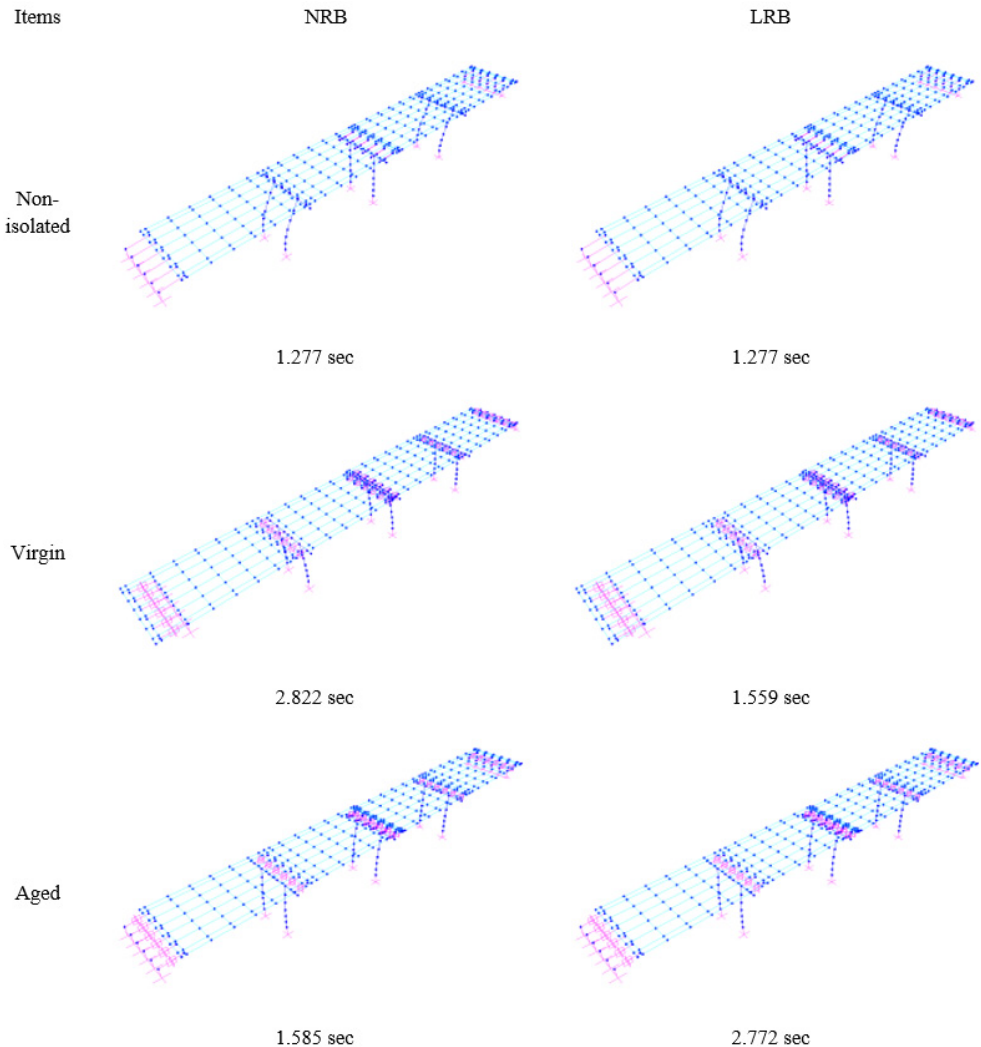 Items NRB LRB
Non-
isolated
1.277 sec 1.277 sec
Virgin
2.822 sec 1.559 sec
Aged
1.585 sec 2.772 sec